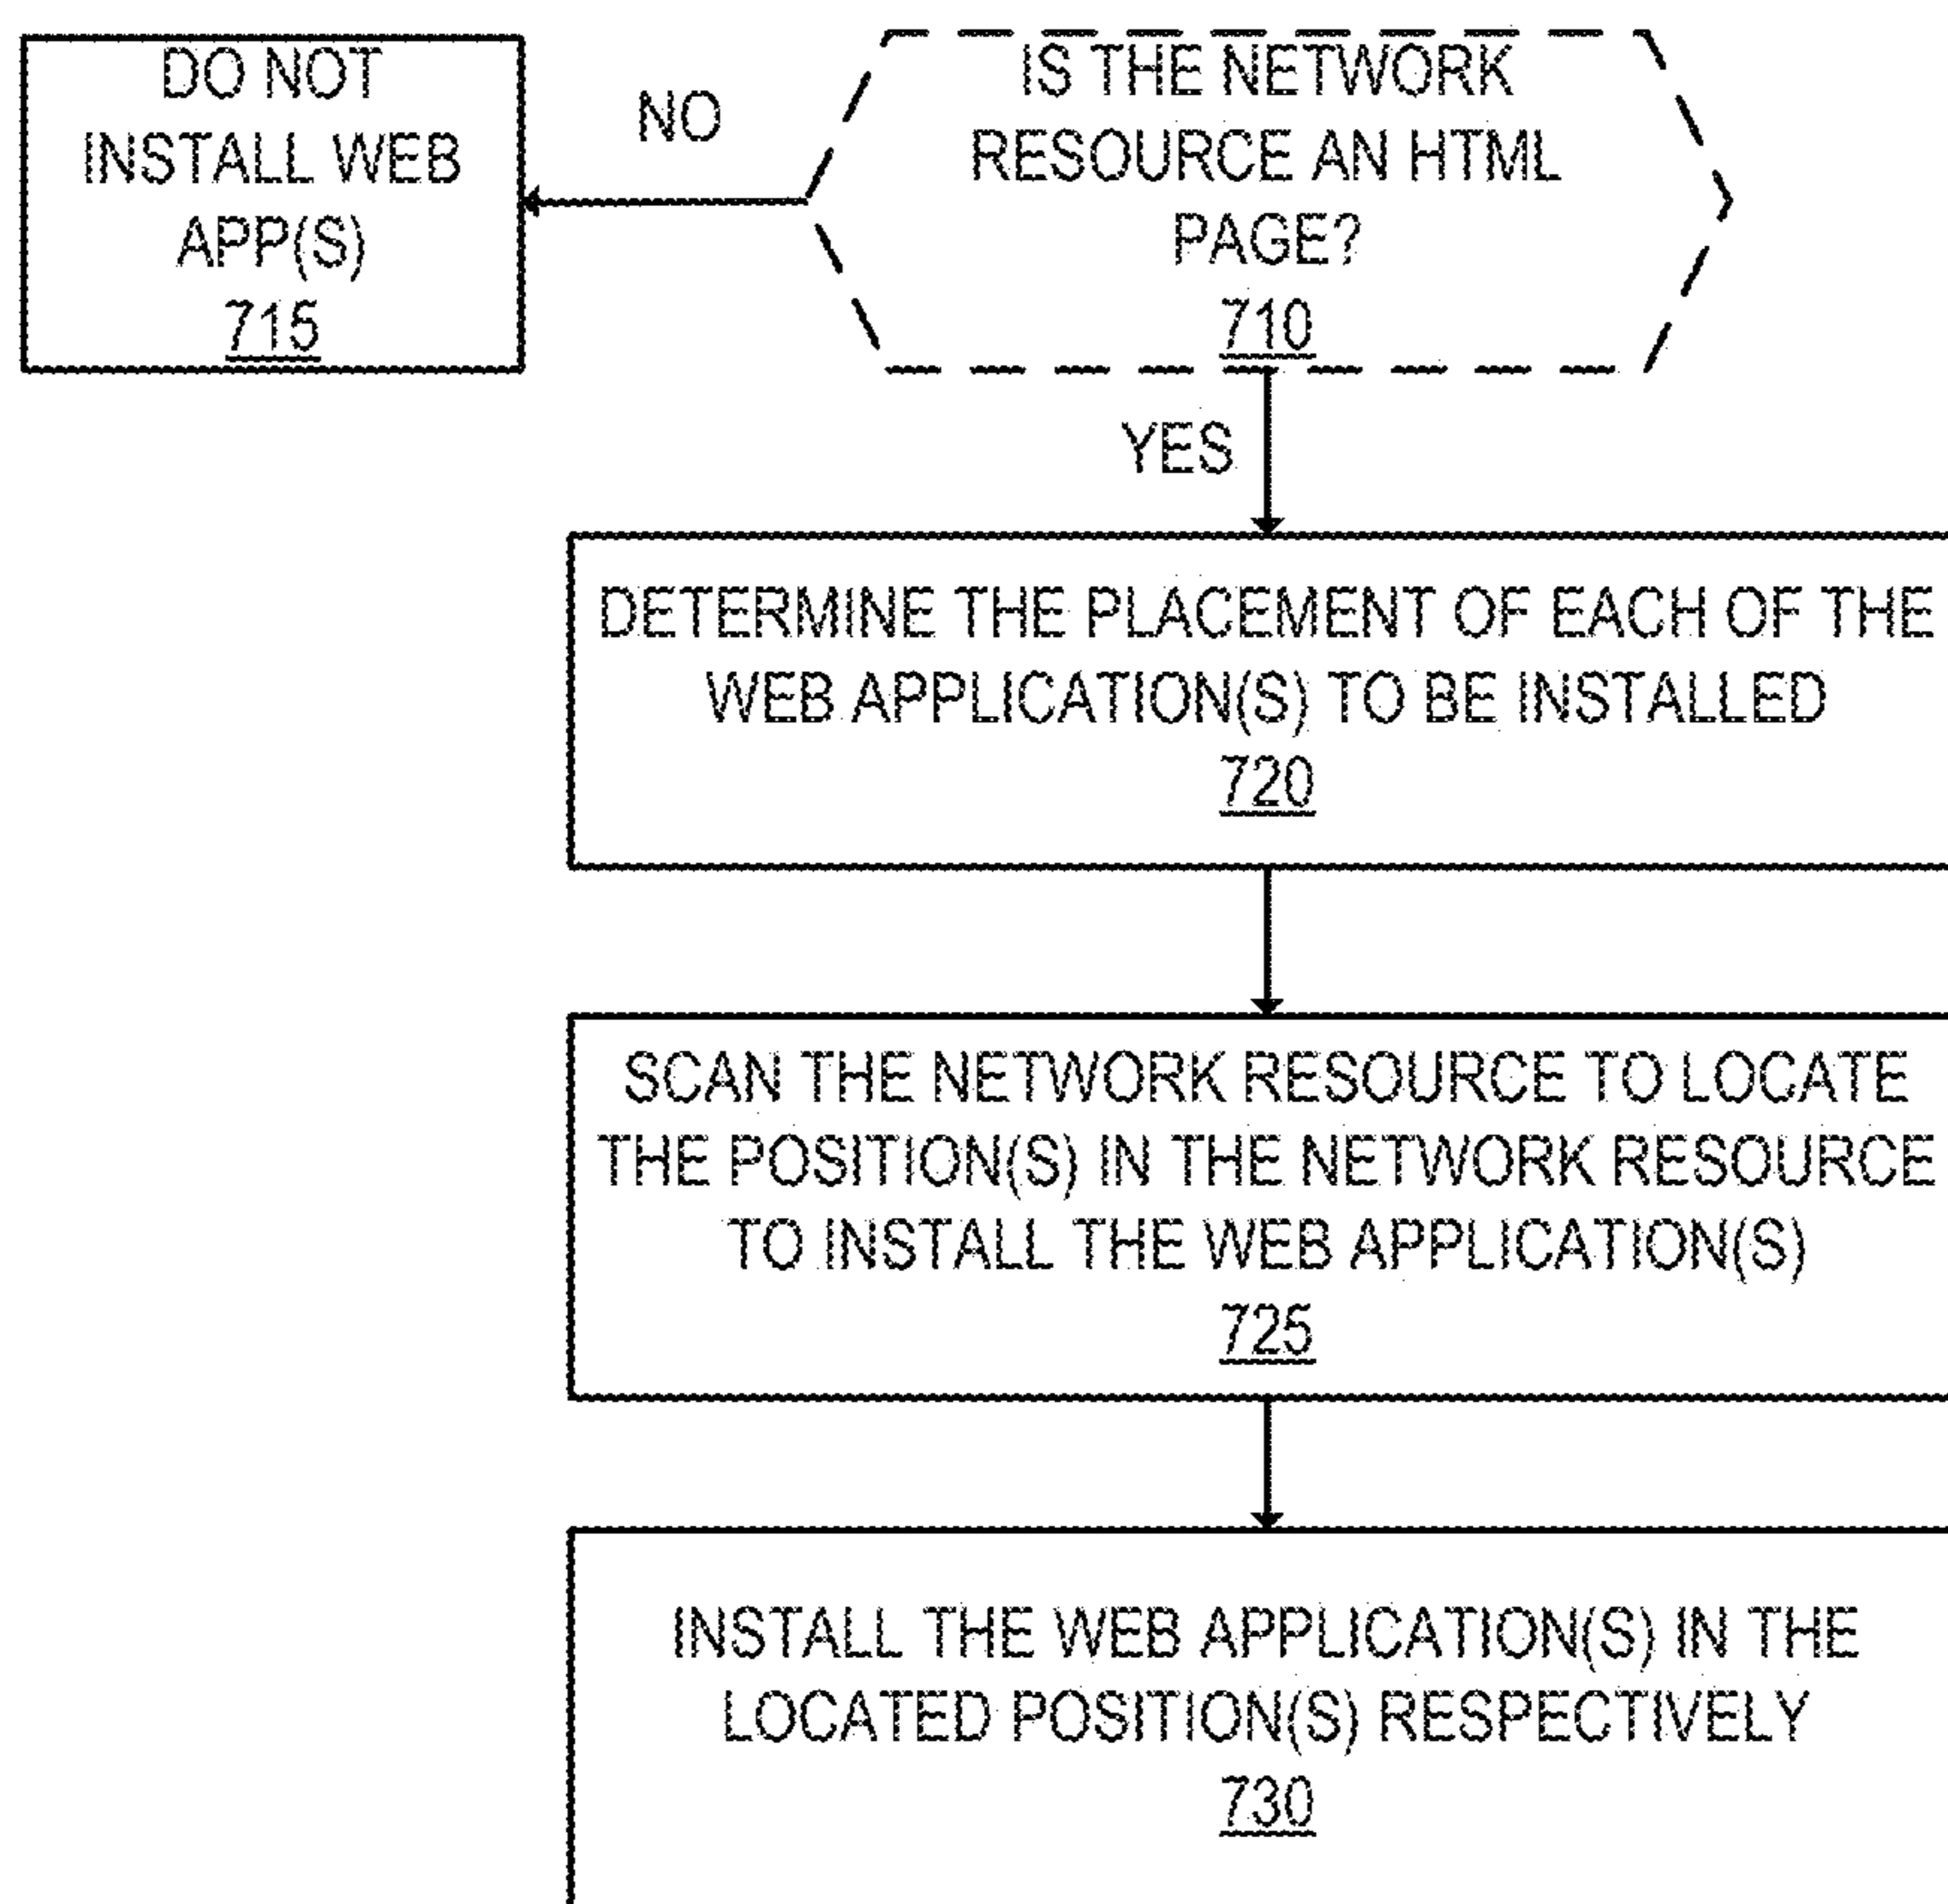 DO NOT
INSTALL WEB
APP(S)
715
NO
IS THE NETWORK
RESOURCE AN HTML
PAGE?
710
YES
DETERMINE THE PLACEMENT OF EACH OF THE
WEB APPLICATION(S) TO BE INSTALLED
720
SCAN THE NETWORK RESOURCE TO LOCATE
THE POSITION(S) IN THE NETWORK RESOURCE
TO INSTALL THE WEB APPLICATION(S)
725
INSTALL THE WEB APPLICATION(S) IN THE
LOCATED POSITION(S) RESPECTIVELY
730